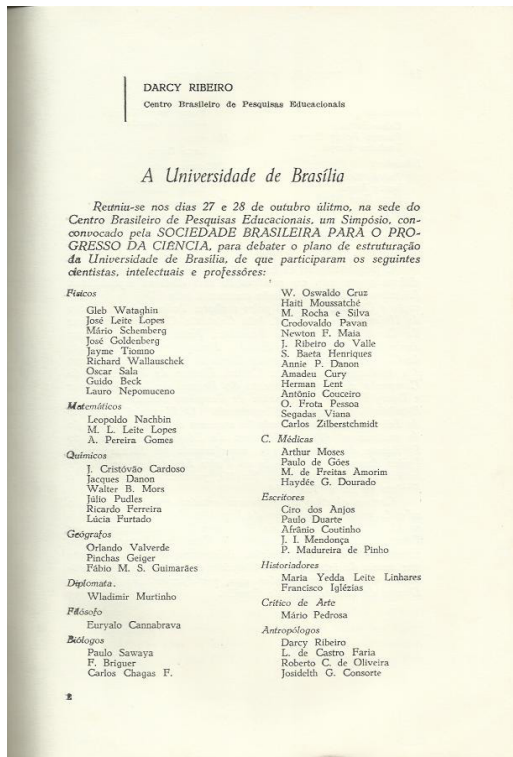 DARCY RIBEIRO
Centro Brasileiro de Pesquisas Educacionais
A Universidade de Brasília
Reuniu-se nos dias 27 e 28 de outubro úlitmo, na sede do
Centro Brasileiro de Pesquisas Educacionais, um Simpósio, con-
convocado pela SOCIEDADE BRASILEIRA PARA O PRO-
GRESSO DA CIÊNCIA, para debater o plano de estruturação
da Universidade de Brasília, de que participaram os seguintes
cientistas, intelectuais e professôres:
Físicos
Gleb Wataghin
José Leite Lopes
Mário Schemberg
José Goldenberg
Jayme Tiomno
Richard Wallauschek
Oscar Sala
Guido Beck
Lauro Nepomuceno
Matemáticos
Leopoldo Nachbin
M. L. Leite Lopes
A. Pereira Gomes
Químicos
J. Cristóvão Cardoso
Jacques Danon
Walter B. Mors
Júlio Pudles
Ricardo Ferreira
Lúcia Furtado
Geógrafos
Orlando Valverde
Pinchas Geiger
Fábio M. S. Guimarães
Diplomata.
Wladimir Murtinho
Filósofo
Euryalo Cannabrava
Biólogos
Paulo Sawaya
F. Briguer
Carlos Chagas F.
W. Oswaldo Cruz
Haiti Moussatché
M. Rocha e Silva
Crodovaldo Pavan
Newton F. Maia
J. Ribeiro do Valle
S. Baeta Henriques
Annie P. Danon
Amadeu Cury
Herman Lent
Antônio Couceiro
O. Frota Pessoa
Segadas Viana
Carlos Zilberstchmidt
C. Médicas
Arthur Moses
Paulo de Góes
M. de Freitas Amorim
Haydée G. Dourado
Escritores
Ciro dos Anjos
Paulo Duarte
Afrânio Coutinho
J. I. Mendonça
P. Madureira de Pinho
Historiadores
Maria Yedda Leite Linhares
Francisco Iglézias
Crítico de Arte
Mário Pedrosa
Antropólogos
Darcy Ribeiro
L. de Castro Faria
Roberto C. de Oliveira
Josidelth G. Consorte
2